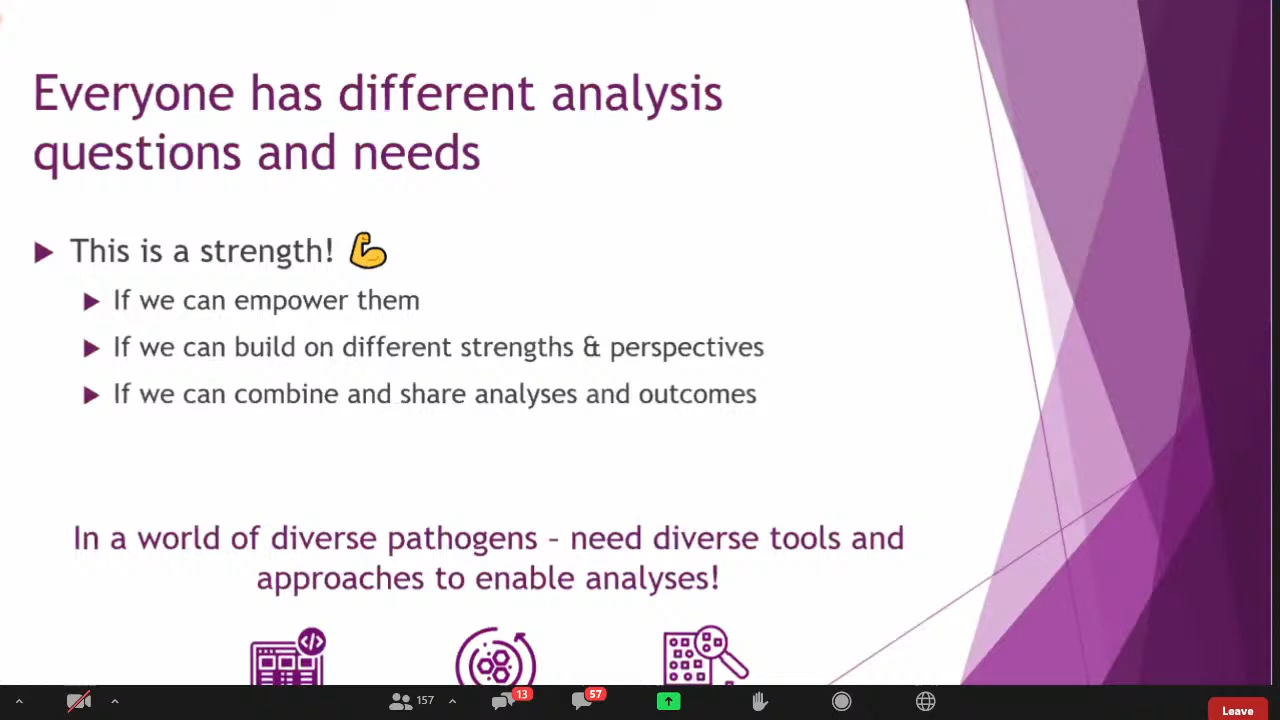 Everyone has different analysis
questions and needs
This is a strength! 💪
If we can empower them
If we can build on different strengths & perspectives
If we can combine and share analyses and outcomes
In a world of diverse pathogens – need diverse tools and
approaches to enable analyses!
</>
157
13
57
Leave